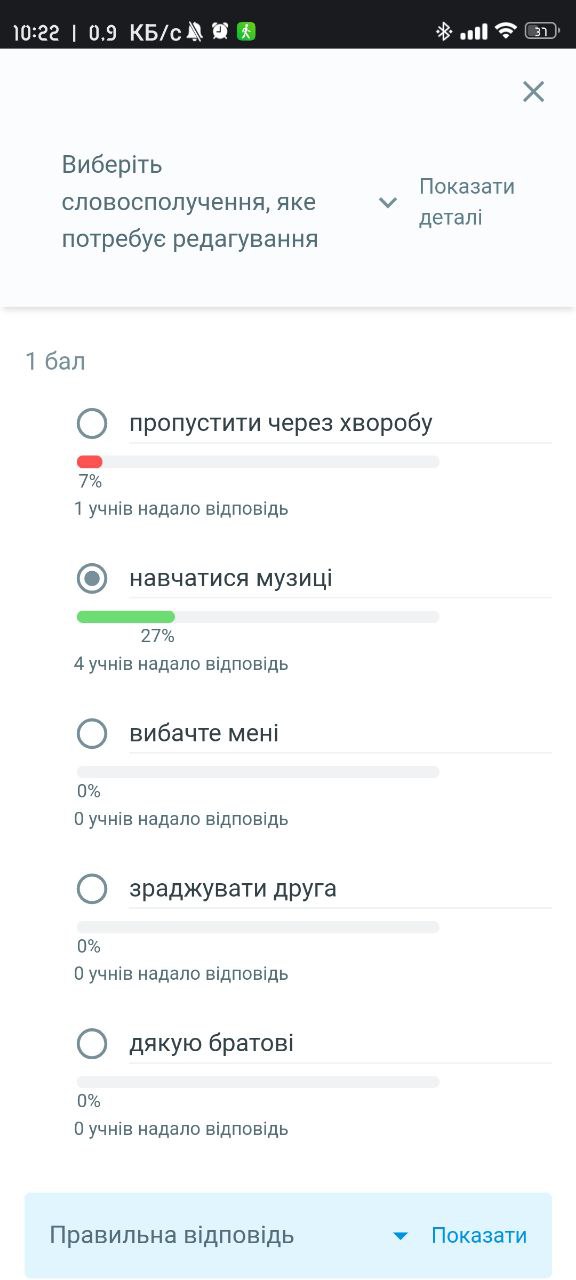 10:22 | 0.9 КБ/с 37
Виберіть
словосполучення, яке
потребує редагування
Показати
деталі
1 бал
пропустити через хворобу
7%
1 учнів надало відповідь
навчатися музиці
27%
4 учнів надало відповідь
вибачте мені
0%
0 учнів надало відповідь
зраджувати друга
0%
0 учнів надало відповідь
дякую братові
0%
0 учнів надало відповідь
Правильна відповідь Показати